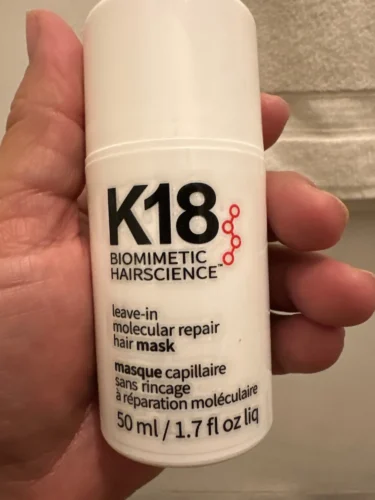 K18
BIOMIMETIC
HAIRSCIENCE™
leave-in
molecular repair
hair mask
masque capillaire
sans rincage
à réparation moléculaire
50 ml / 1.7 fl oz liq